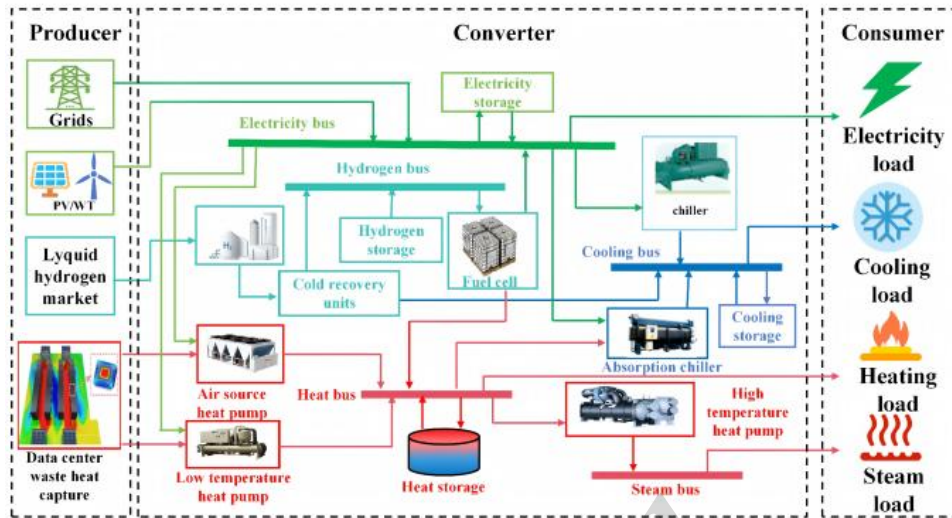 Producer
Converter
Consumer
Grids
PV/WT
Lyquid
hydrogen
market
Data center
waste heat
capture
Electricity
storage
Electricity bus
Hydrogen bus
H₂
Hydrogen
storage
Fuel cell
Cold recovery
units
chiller
Cooling bus
Cooling
storage
Absorption chiller
Air source
heat pump
Heat bus
Low temperature
heat pump
Heat storage
High
temperature
heat pump
Steam bus
Electricity
load
Cooling
load
Heating
load
Steam
load